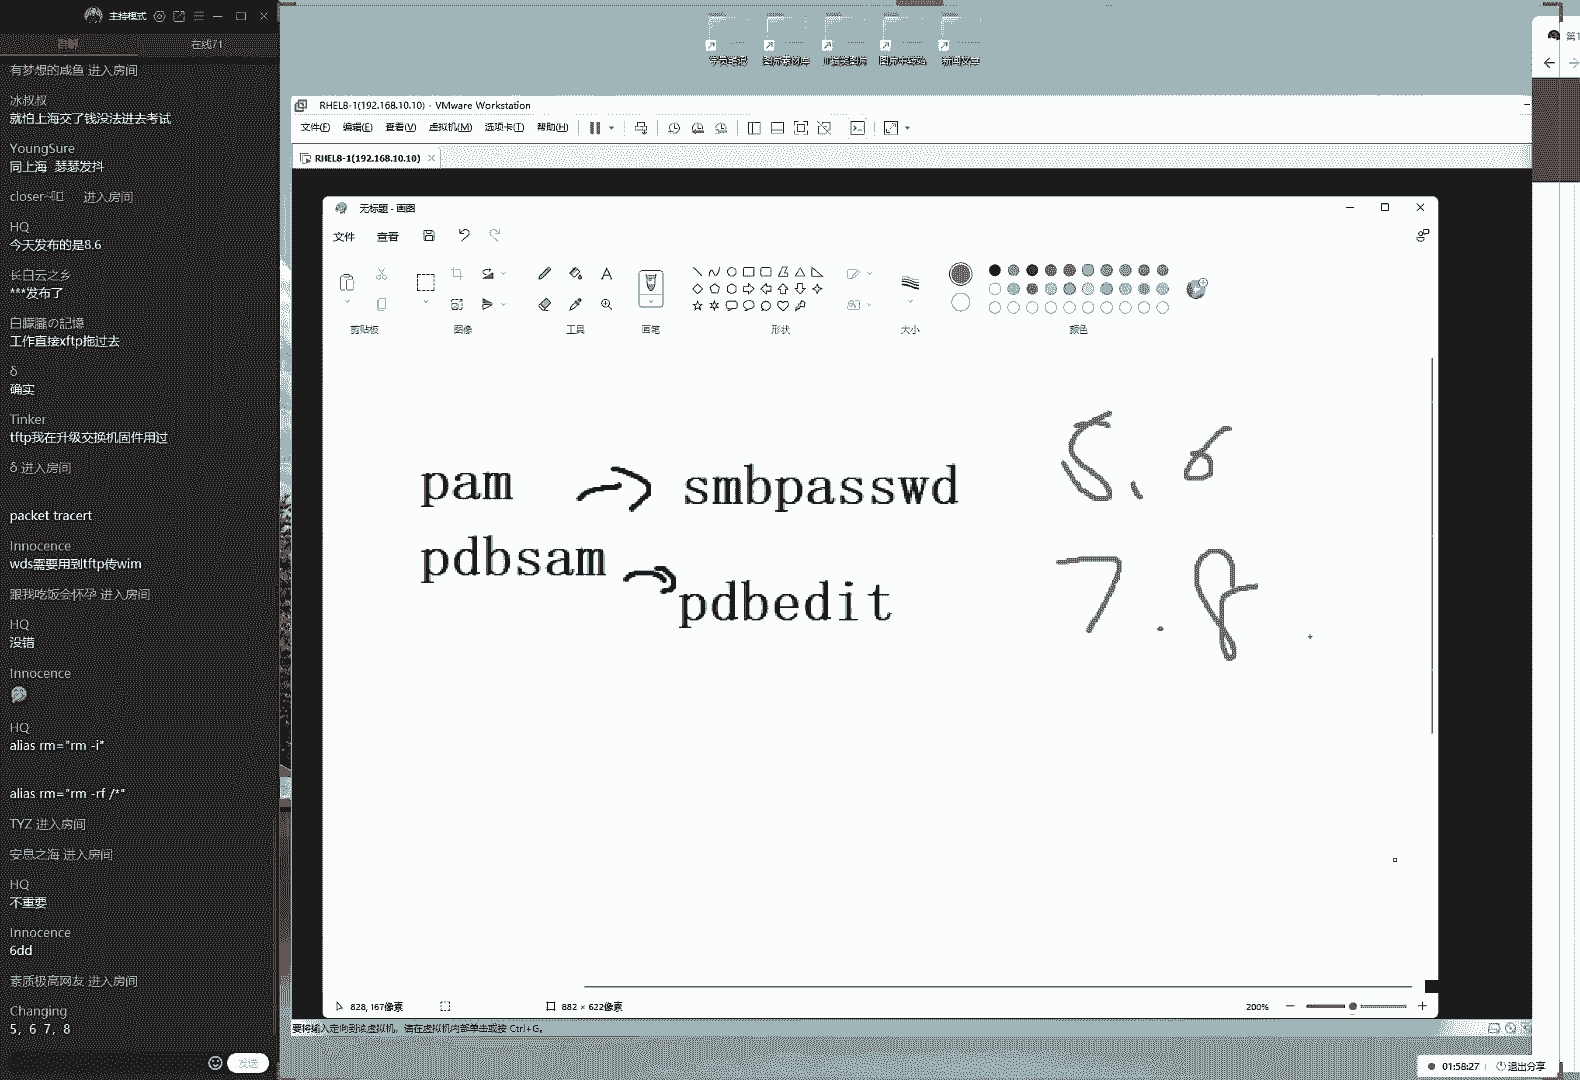 主持模式
在线71
有梦想的咸鱼 进入房间
冰叔叔
就怕上海交了钱没法进去考试
YoungSure
同上海 瑟瑟发抖
进入房间
HQ
今天发布的是8.6
长白云之乡
***发布了
白朦朧の記憶
工作直接xftp拖过去
δ
确实
Tinker
tftp我在升级交换机固件用过
δ 进入房间
packet tracert
Innocence
wds需要用到tftp传wim
跟我吃饭会怀孕 进入房间
HQ
没错
Innocence
HQ
alias rm="rm -i"
alias rm="rm -rf /*"
TYZ 进入房间
安息之海 进入房间
HQ
不重要
Innocence
6dd
素质极高网友 进入房间
Changing
5, 6 7, 8
发送
RHEL8-1(192.168.10.10) - VMware Workstation
文件(F) 编辑(E) 查看(V) 虚拟机(M) 选项卡(T) 帮助(H)
RHEL8-1(192.168.10.10)
无标题 - 画图
文件 查看
剪贴板 图像 工具 画笔 形状 大小 颜色
pam smbpasswd 5.6
pdbsam
pdbedit 7.8
828, 167像素 882 × 622像素 200%
要将输入定向到该虚拟机，请在虚拟机内部单击或按 Ctrl+G。
01:58:27 退出分享